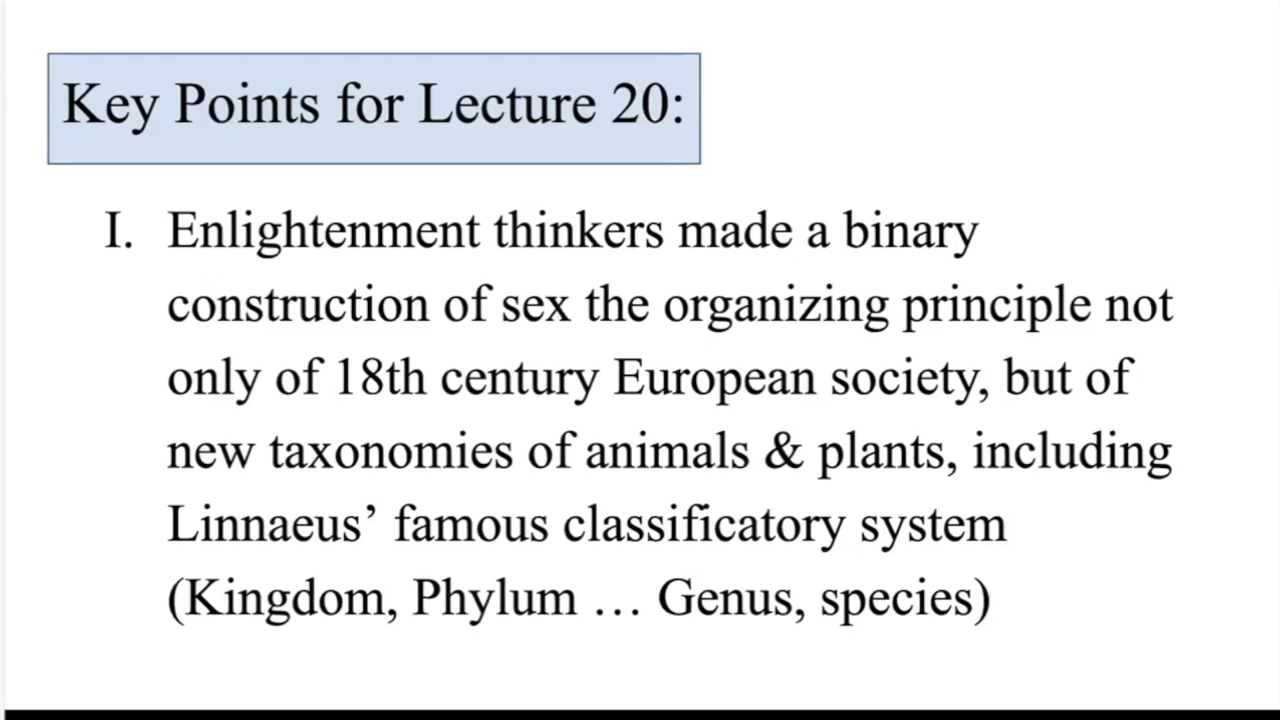 Key Points for Lecture 20:
I. Enlightenment thinkers made a binary
construction of sex the organizing principle not
only of 18th century European society, but of
new taxonomies of animals & plants, including
Linnaeus’ famous classificatory system
(Kingdom, Phylum … Genus, species)